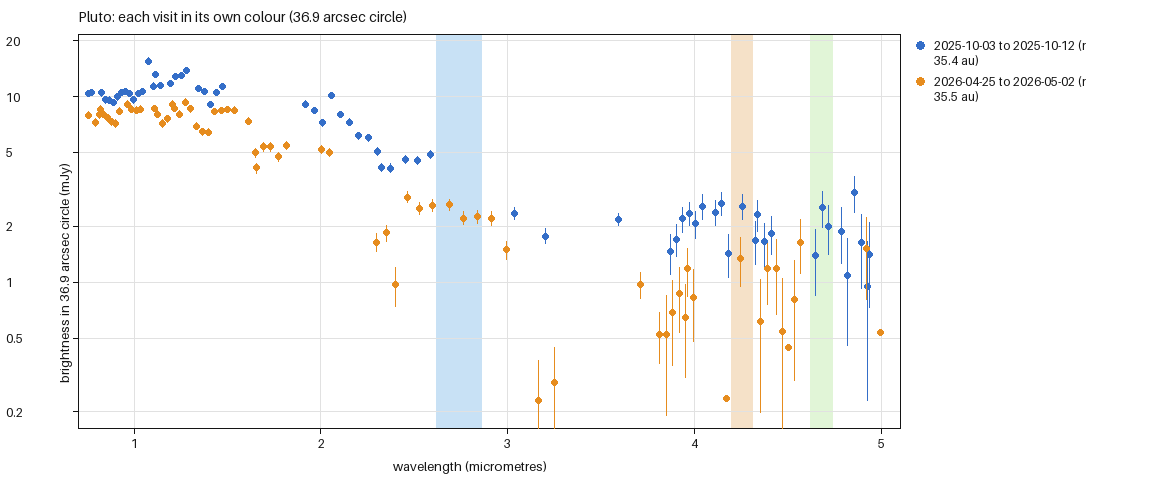 Pluto: each visit in its own colour (36.9 arcsec circle)
2025-10-03 to 2025-10-12 (r
35.4 au)
2026-04-25 to 2026-05-02 (r
35.5 au)
brightness in 36.9 arcsec circle (mJy)
20
10
5
2
1
0.5
0.2
1 2 3 4 5
wavelength (micrometres)